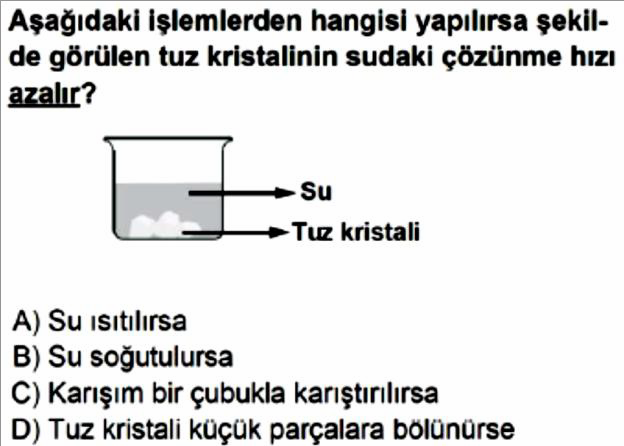 Aşağıdaki işlemlerden hangisi yapılırsa şekil-
de görülen tuz kristalinin sudaki çözünme hızı
azalır?
Su
Tuz kristali
A) Su ısıtılırsa
B) Su soğutulursa
C) Karışım bir çubukla karıştırılırsa
D) Tuz kristali küçük parçalara bölünürse